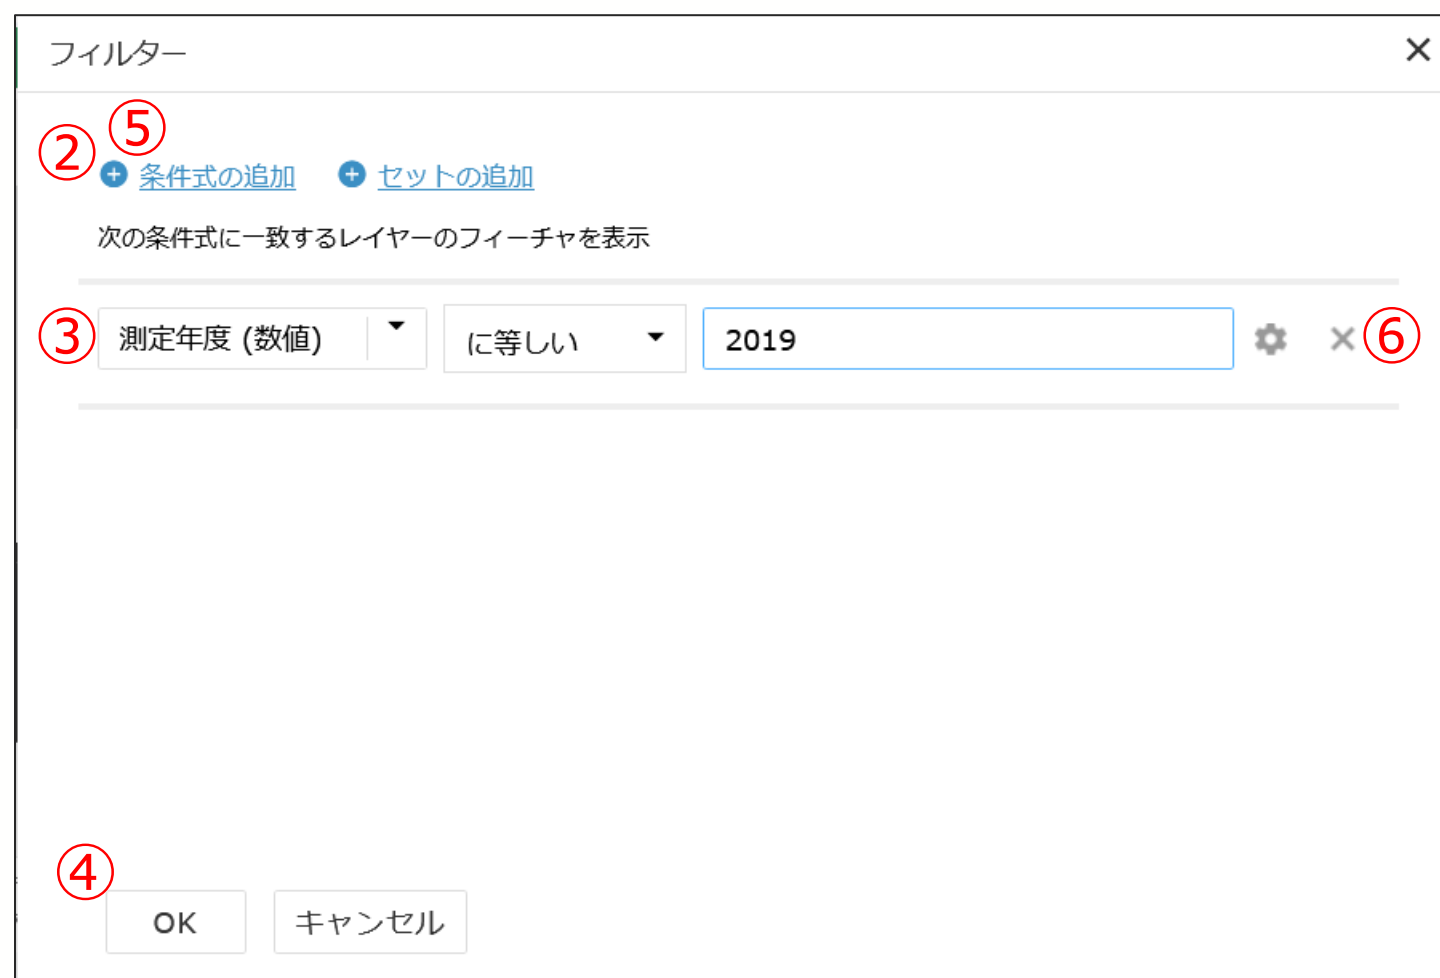 フィルター
⑤
②
条件式の追加 セットの追加
次の条件式に一致するレイヤーのフィーチャを表示
③ 測定年度 (数値) に等しい 2019 ⑥
④
OK キャンセル